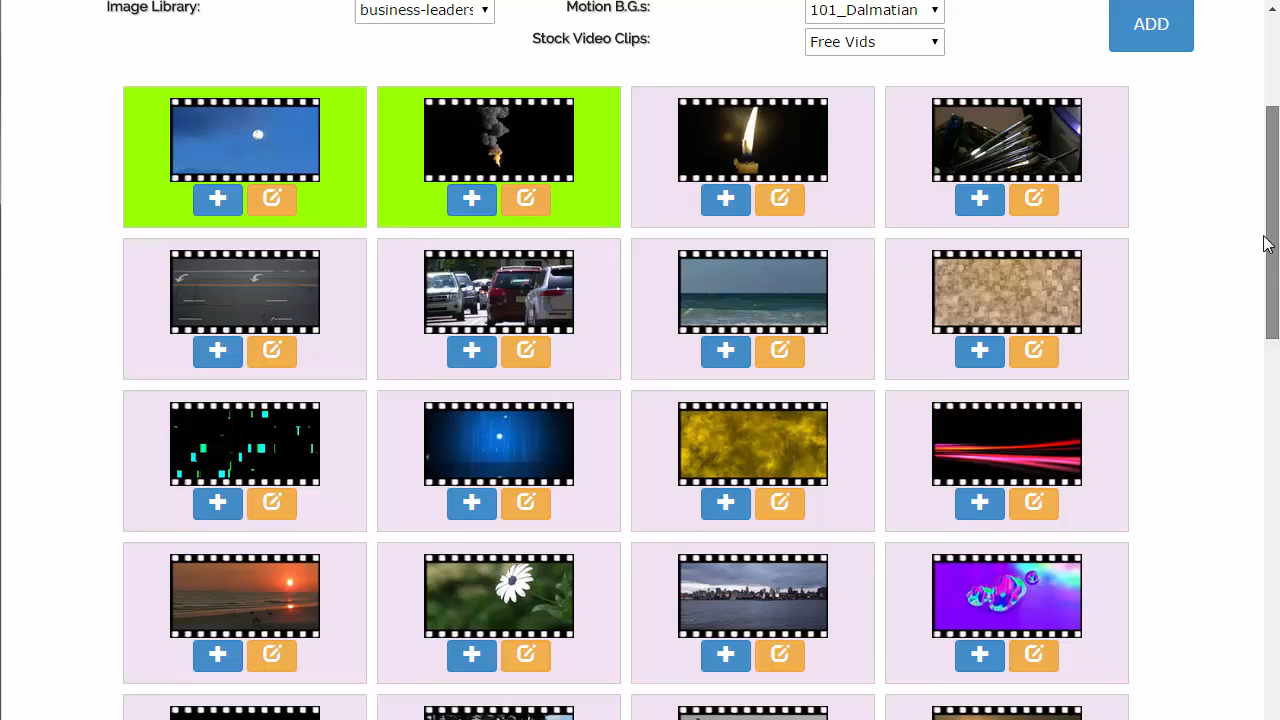 Image Library: business-leaders Motion B.G.s: 101_Dalmatian ADD
Stock Video Clips: Free Vids